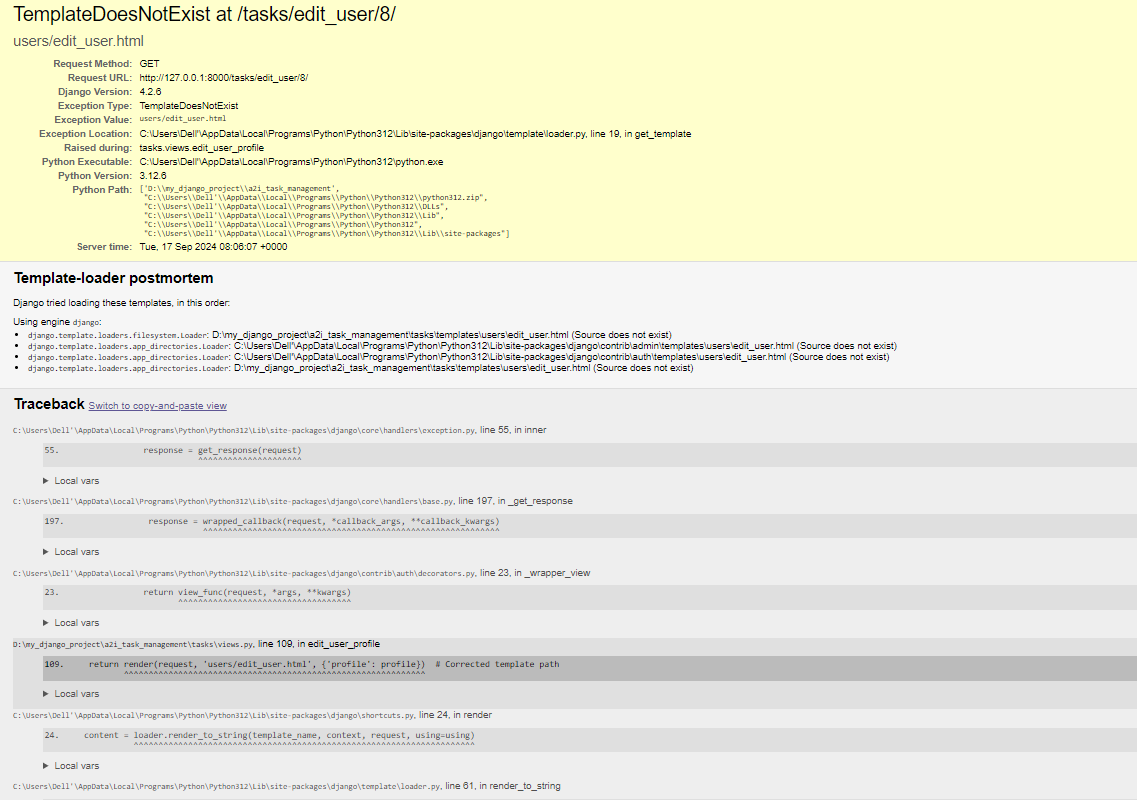 TemplateDoesNotExist at /tasks/edit_user/8/
users/edit_user.html
Request Method: GET
Request URL: http://127.0.0.1:8000/tasks/edit_user/8/
Django Version: 4.2.6
Exception Type: TemplateDoesNotExist
Exception Value: users/edit_user.html
Exception Location: C:\Users\Dell'\AppData\Local\Programs\Python\Python312\Lib\site-packages\django\template\loader.py, line 19, in get_template
Raised during: tasks.views.edit_user_profile
Python Executable: C:\Users\Dell'\AppData\Local\Programs\Python\Python312\python.exe
Python Version: 3.12.6
Python Path: ['D:\\my_django_project\\a2i_task_management',
"C:\\Users\\Dell'\\AppData\\Local\\Programs\\Python\\Python312\\python312.zip",
"C:\\Users\\Dell'\\AppData\\Local\\Programs\\Python\\Python312\\DLLs",
"C:\\Users\\Dell'\\AppData\\Local\\Programs\\Python\\Python312\\Lib",
"C:\\Users\\Dell'\\AppData\\Local\\Programs\\Python\\Python312",
"C:\\Users\\Dell'\\AppData\\Local\\Programs\\Python\\Python312\\Lib\\site-packages"]
Server time: Tue, 17 Sep 2024 08:06:07 +0000
Template-loader postmortem
Django tried loading these templates, in this order:
Using engine django:
• django.template.loaders.filesystem.Loader: D:\my_django_project\a2i_task_management\tasks\templates\users\edit_user.html (Source does not exist)
• django.template.loaders.app_directories.Loader: C:\Users\Dell'\AppData\Local\Programs\Python\Python312\Lib\site-packages\django\contrib\admin\templates\users\edit_user.html (Source does not exist)
• django.template.loaders.app_directories.Loader: C:\Users\Dell'\AppData\Local\Programs\Python\Python312\Lib\site-packages\django\contrib\auth\templates\users\edit_user.html (Source does not exist)
• django.template.loaders.app_directories.Loader: D:\my_django_project\a2i_task_management\tasks\templates\users\edit_user.html (Source does not exist)
Traceback Switch to copy-and-paste view
C:\Users\Dell'\AppData\Local\Programs\Python\Python312\Lib\site-packages\django\core\handlers\exception.py, line 55, in inner
55. response = get_response(request)
^^^^^^^^^^^^^^^^^^^^^
▶ Local vars
C:\Users\Dell'\AppData\Local\Programs\Python\Python312\Lib\site-packages\django\core\handlers\base.py, line 197, in _get_response
197. response = wrapped_callback(request, *callback_args, **callback_kwargs)
^^^^^^^^^^^^^^^^^^^^^^^^^^^^^^^^^^^^^^^^^^^^^^^^^^^^^^^^^^^^
▶ Local vars
C:\Users\Dell'\AppData\Local\Programs\Python\Python312\Lib\site-packages\django\contrib\auth\decorators.py, line 23, in _wrapper_view
23. return view_func(request, *args, **kwargs)
^^^^^^^^^^^^^^^^^^^^^^^^^^^^^^^^^^^
▶ Local vars
D:\my_django_project\a2i_task_management\tasks\views.py, line 109, in edit_user_profile
109. return render(request, 'users/edit_user.html', {'profile': profile})  # Corrected template path
^^^^^^^^^^^^^^^^^^^^^^^^^^^^^^^^^^^^^^^^^^^^^^^^^^^^^^^^^^^^^
▶ Local vars
C:\Users\Dell'\AppData\Local\Programs\Python\Python312\Lib\site-packages\django\shortcuts.py, line 24, in render
24. content = loader.render_to_string(template_name, context, request, using=using)
^^^^^^^^^^^^^^^^^^^^^^^^^^^^^^^^^^^^^^^^^^^^^^^^^^^^^^^^^^^^^^^^^^^^^
▶ Local vars
C:\Users\Dell'\AppData\Local\Programs\Python\Python312\Lib\site-packages\django\template\loader.py, line 61, in render_to_string